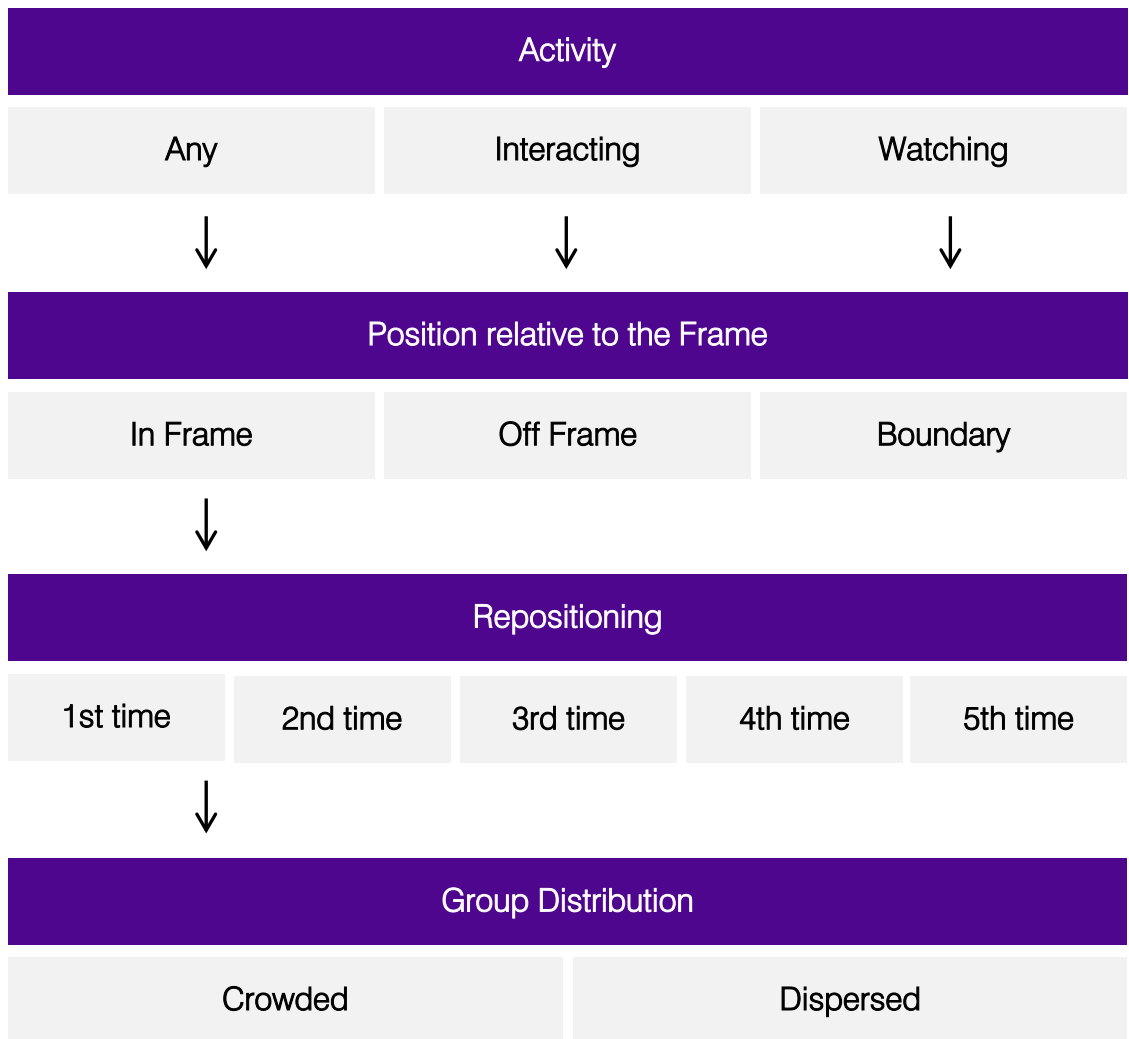 Activity
Any Interacting Watching
Position relative to the Frame
In Frame Off Frame Boundary
Repositioning
1st time 2nd time 3rd time 4th time 5th time
Group Distribution
Crowded Dispersed